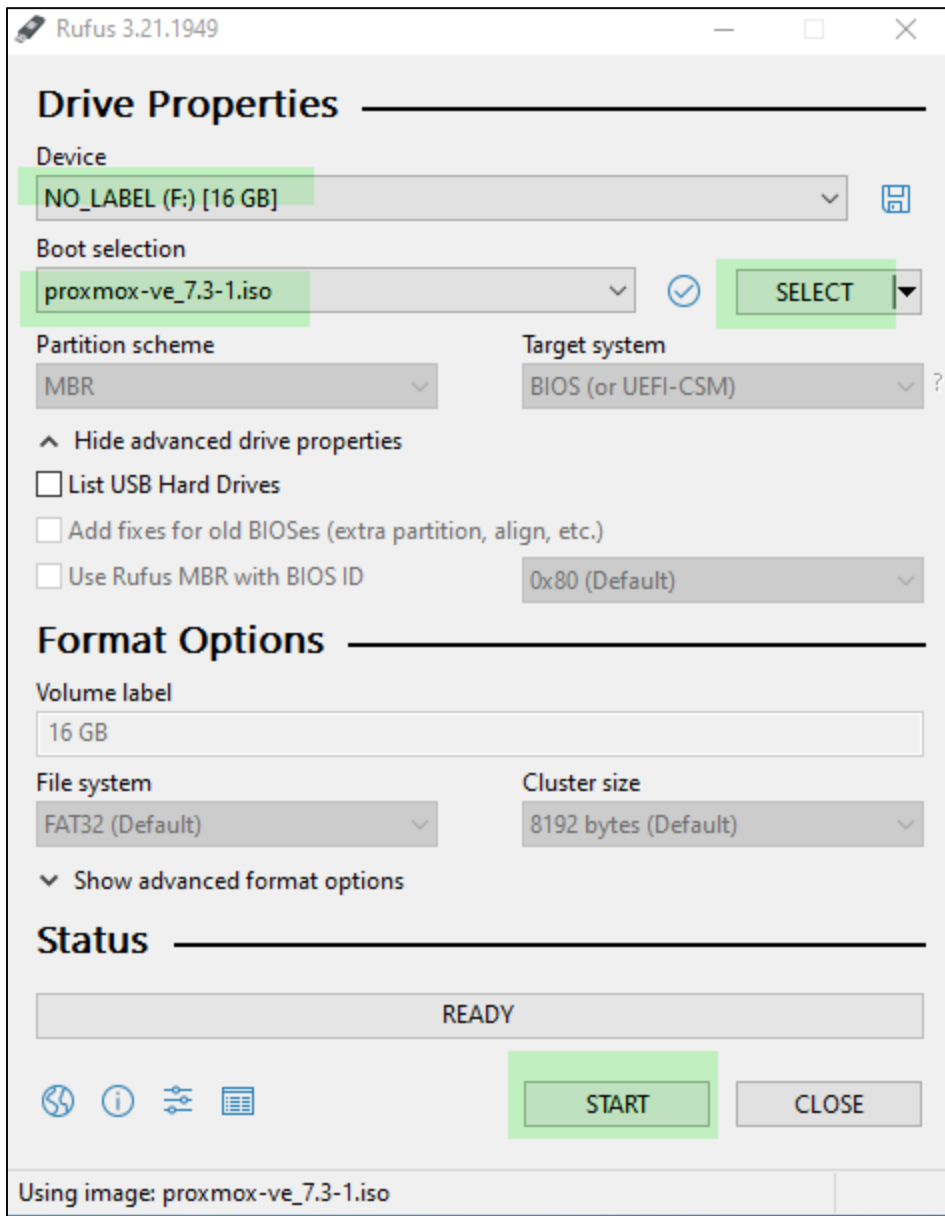 Rufus 3.21.1949
Drive Properties
Device
NO_LABEL (F:) [16 GB]
Boot selection
proxmox-ve_7.3-1.iso SELECT
Partition scheme Target system
MBR BIOS (or UEFI-CSM) ?
Hide advanced drive properties
List USB Hard Drives
Add fixes for old BIOSes (extra partition, align, etc.)
Use Rufus MBR with BIOS ID 0x80 (Default)
Format Options
Volume label
16 GB
File system Cluster size
FAT32 (Default) 8192 bytes (Default)
Show advanced format options
Status
READY
START CLOSE
Using image: proxmox-ve_7.3-1.iso